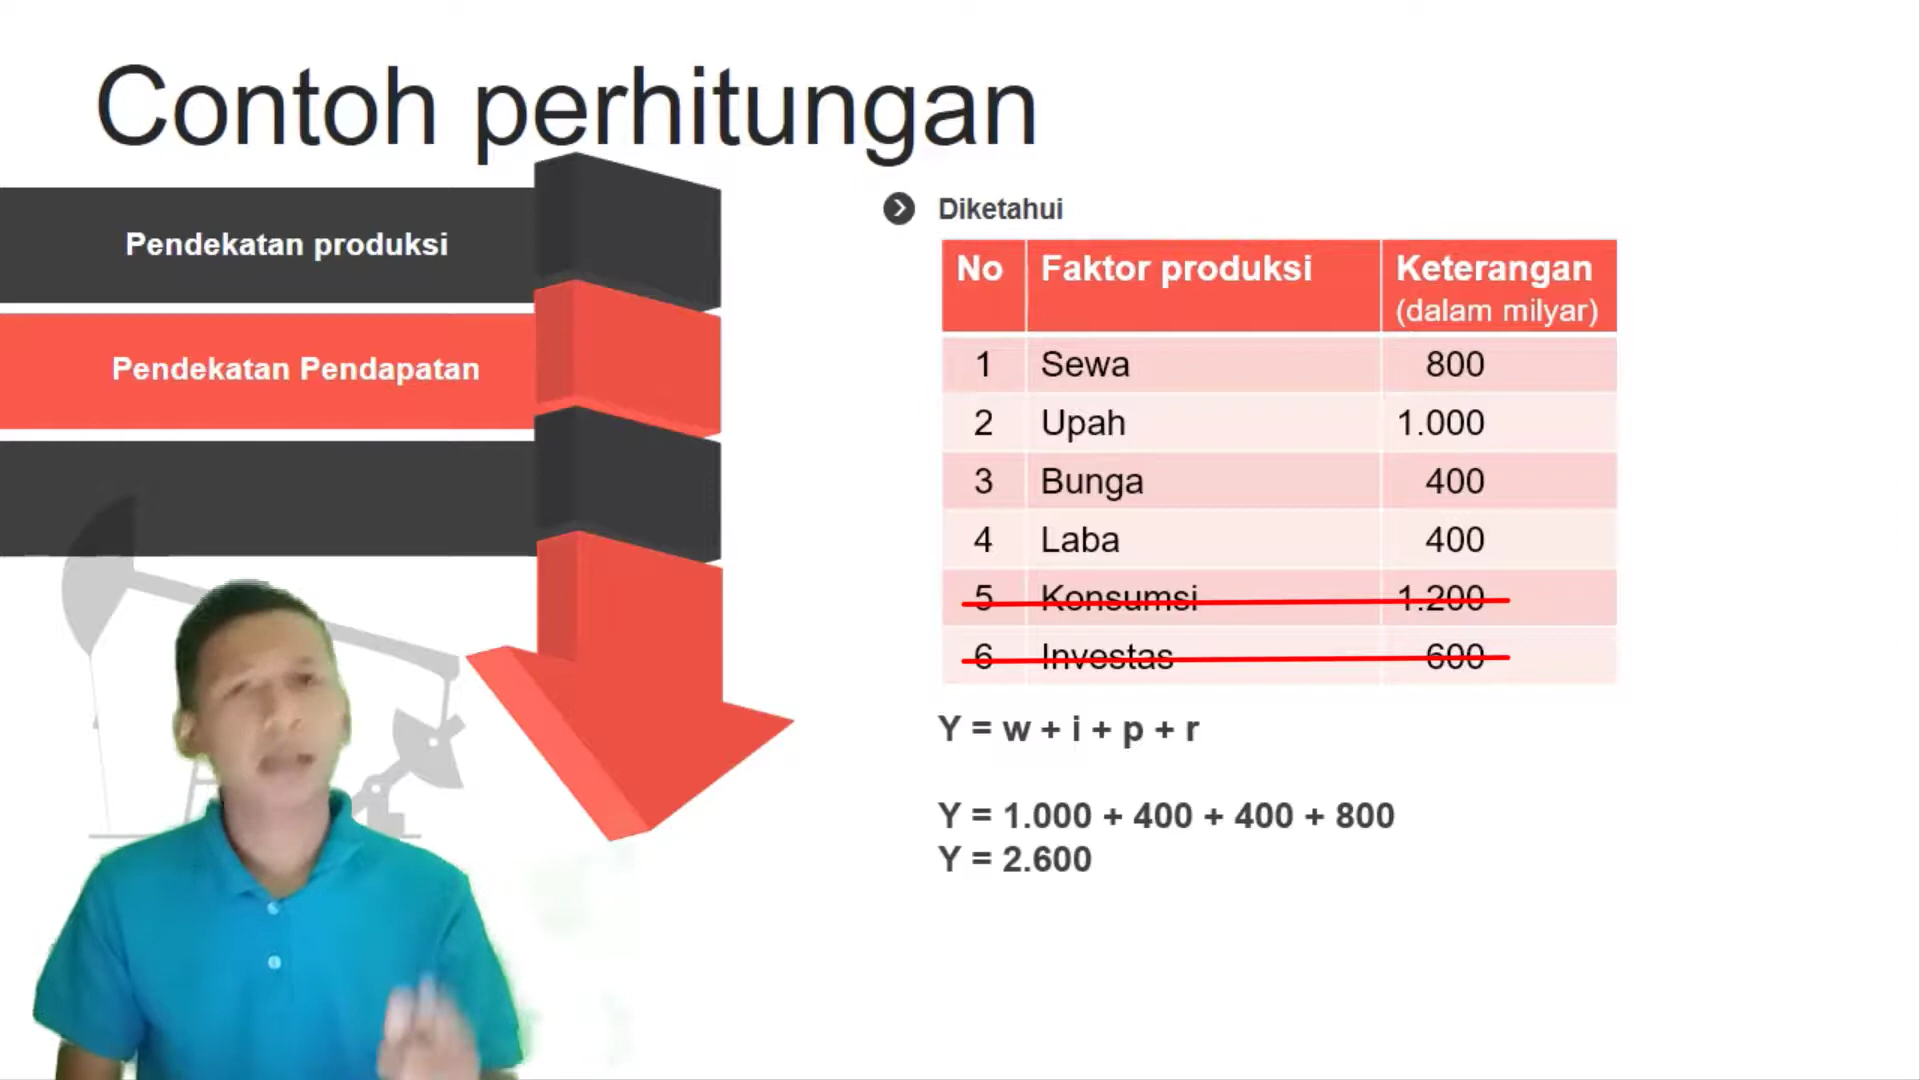 Contoh perhitungan
Pendekatan produksi
Pendekatan Pendapatan
Diketahui
No Faktor produksi Keterangan
(dalam milyar)
1 Sewa 800
2 Upah 1.000
3 Bunga 400
4 Laba 400
5 Konsumsi 1.200
6 Investas 600
Y = w + i + p + r
Y = 1.000 + 400 + 400 + 800
Y = 2.600